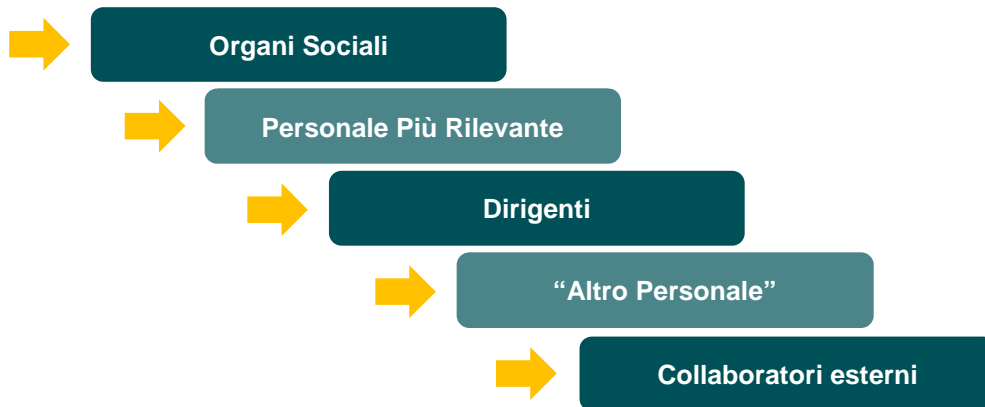 Organi Sociali
Personale Più Rilevante
Dirigenti
“Altro Personale”
Collaboratori esterni